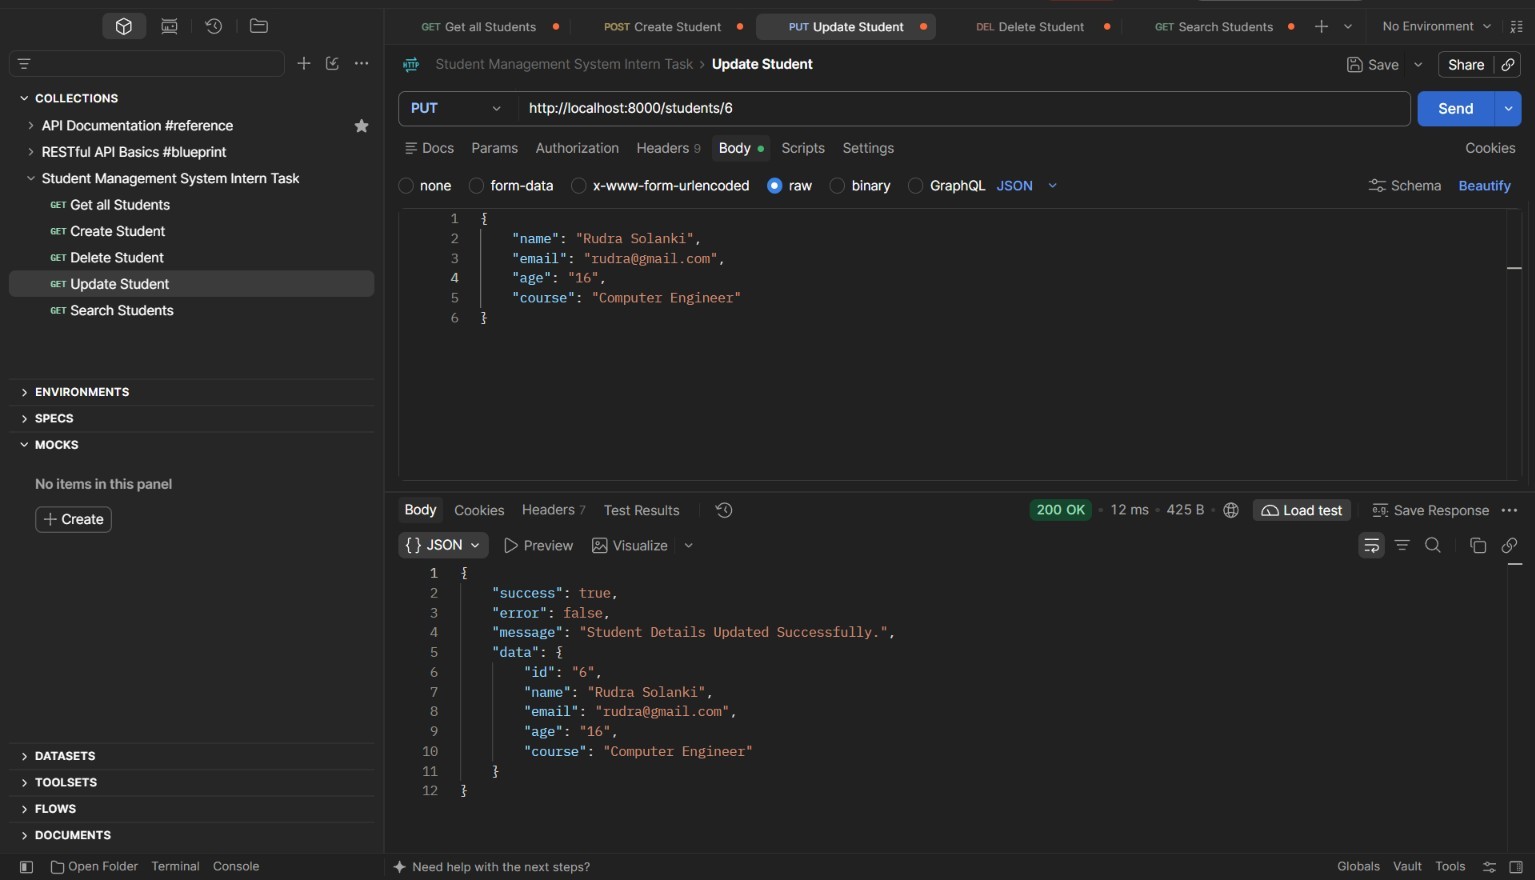 GET Get all Students
POST Create Student
PUT Update Student
DEL Delete Student
GET Search Students
No Environment
HTTP Student Management System Intern Task > Update Student
Save
Share
COLLECTIONS
API Documentation #reference
RESTful API Basics #blueprint
Student Management System Intern Task
GET Get all Students
GET Create Student
GET Delete Student
GET Update Student
GET Search Students
ENVIRONMENTS
SPECS
MOCKS
No items in this panel
+ Create
DATASETS
TOOLSETS
FLOWS
DOCUMENTS
PUT http://localhost:8000/students/6 Send
Docs Params Authorization Headers 9 Body Scripts Settings Cookies
none form-data x-www-form-urlencoded raw binary GraphQL JSON Schema Beautify
1 {
2 "name": "Rudra Solanki",
3 "email": "rudra@gmail.com",
4 "age": "16",
5 "course": "Computer Engineer"
6 }
Body Cookies Headers 7 Test Results 200 OK • 12 ms • 425 B • Load test e.g. Save Response
{} JSON Preview Visualize
1 {
2 "success": true,
3 "error": false,
4 "message": "Student Details Updated Successfully.",
5 "data": {
6 "id": "6",
7 "name": "Rudra Solanki",
8 "email": "rudra@gmail.com",
9 "age": "16",
10 "course": "Computer Engineer"
11 }
12 }
Open Folder Terminal Console Need help with the next steps? Globals Vault Tools